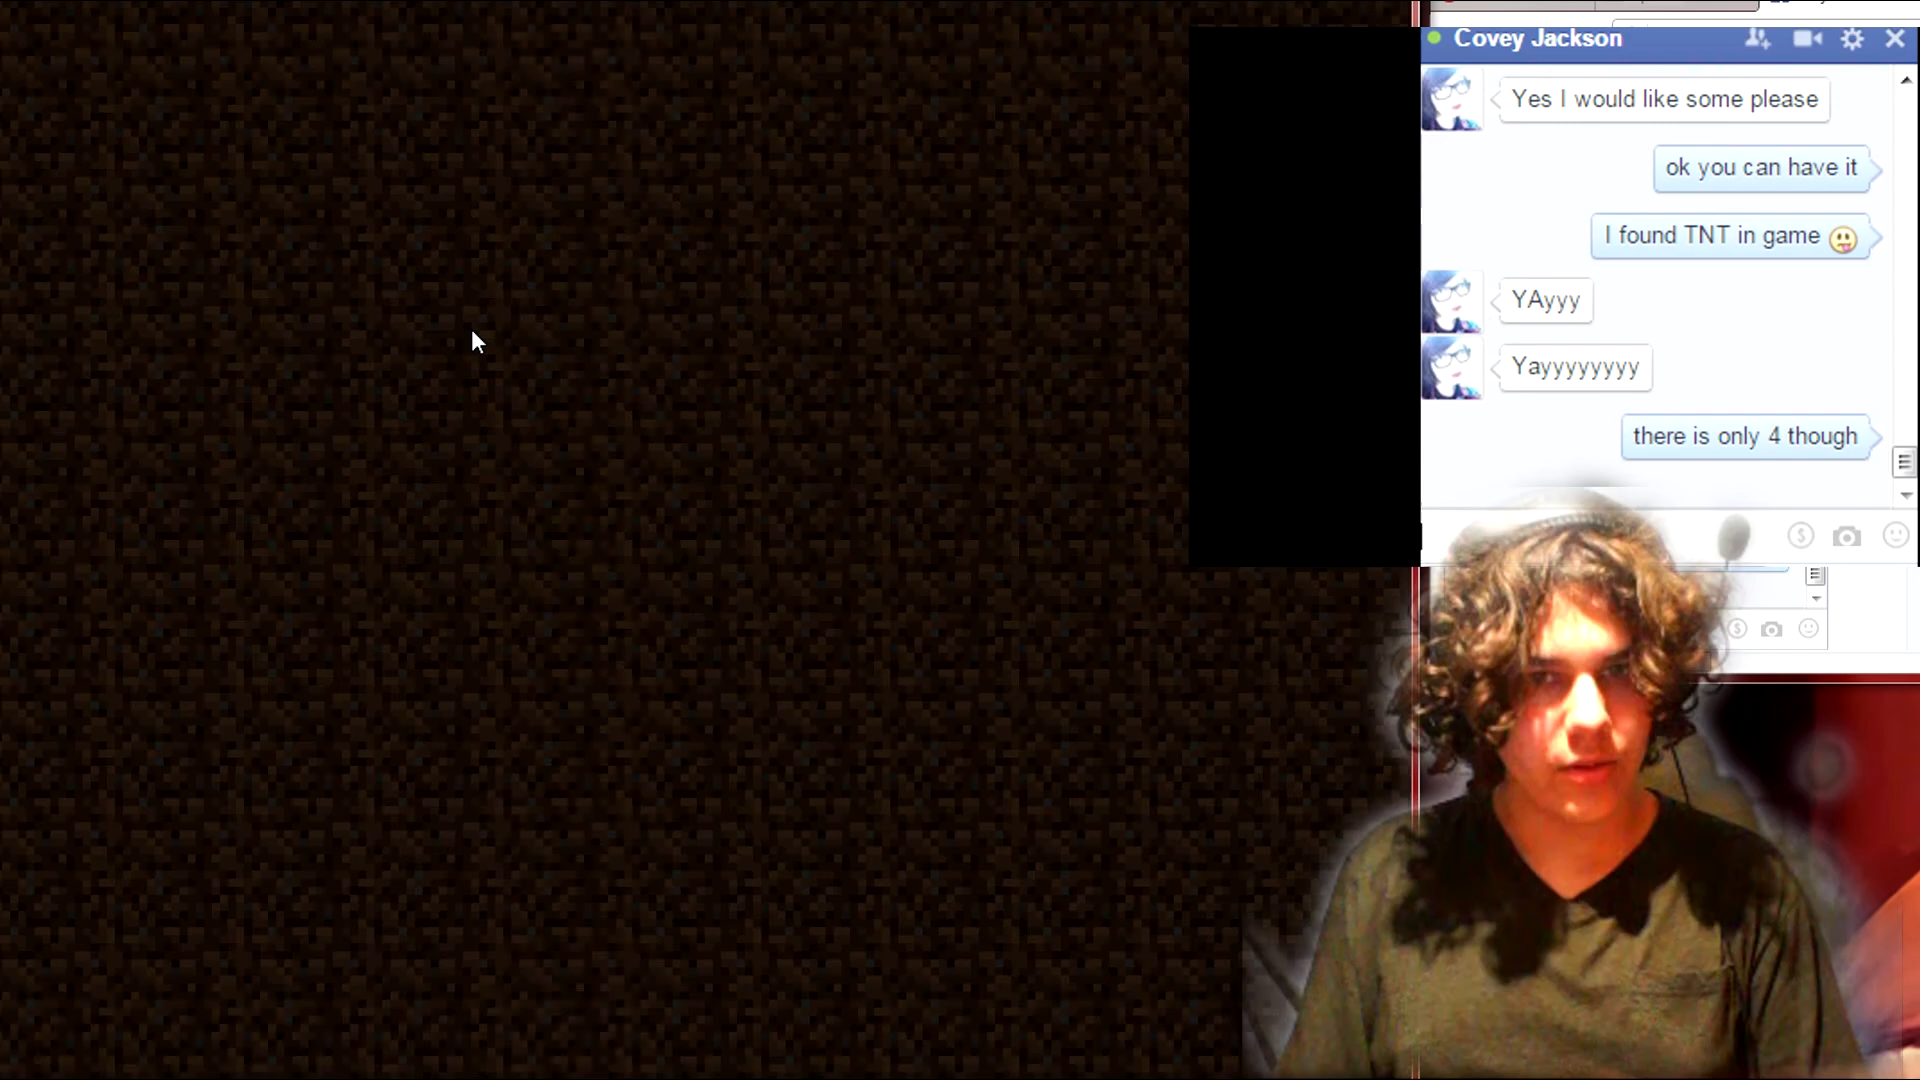 Covey Jackson
Yes I would like some please
ok you can have it
I found TNT in game
YAyyy
Yayyyyyyyy
there is only 4 though